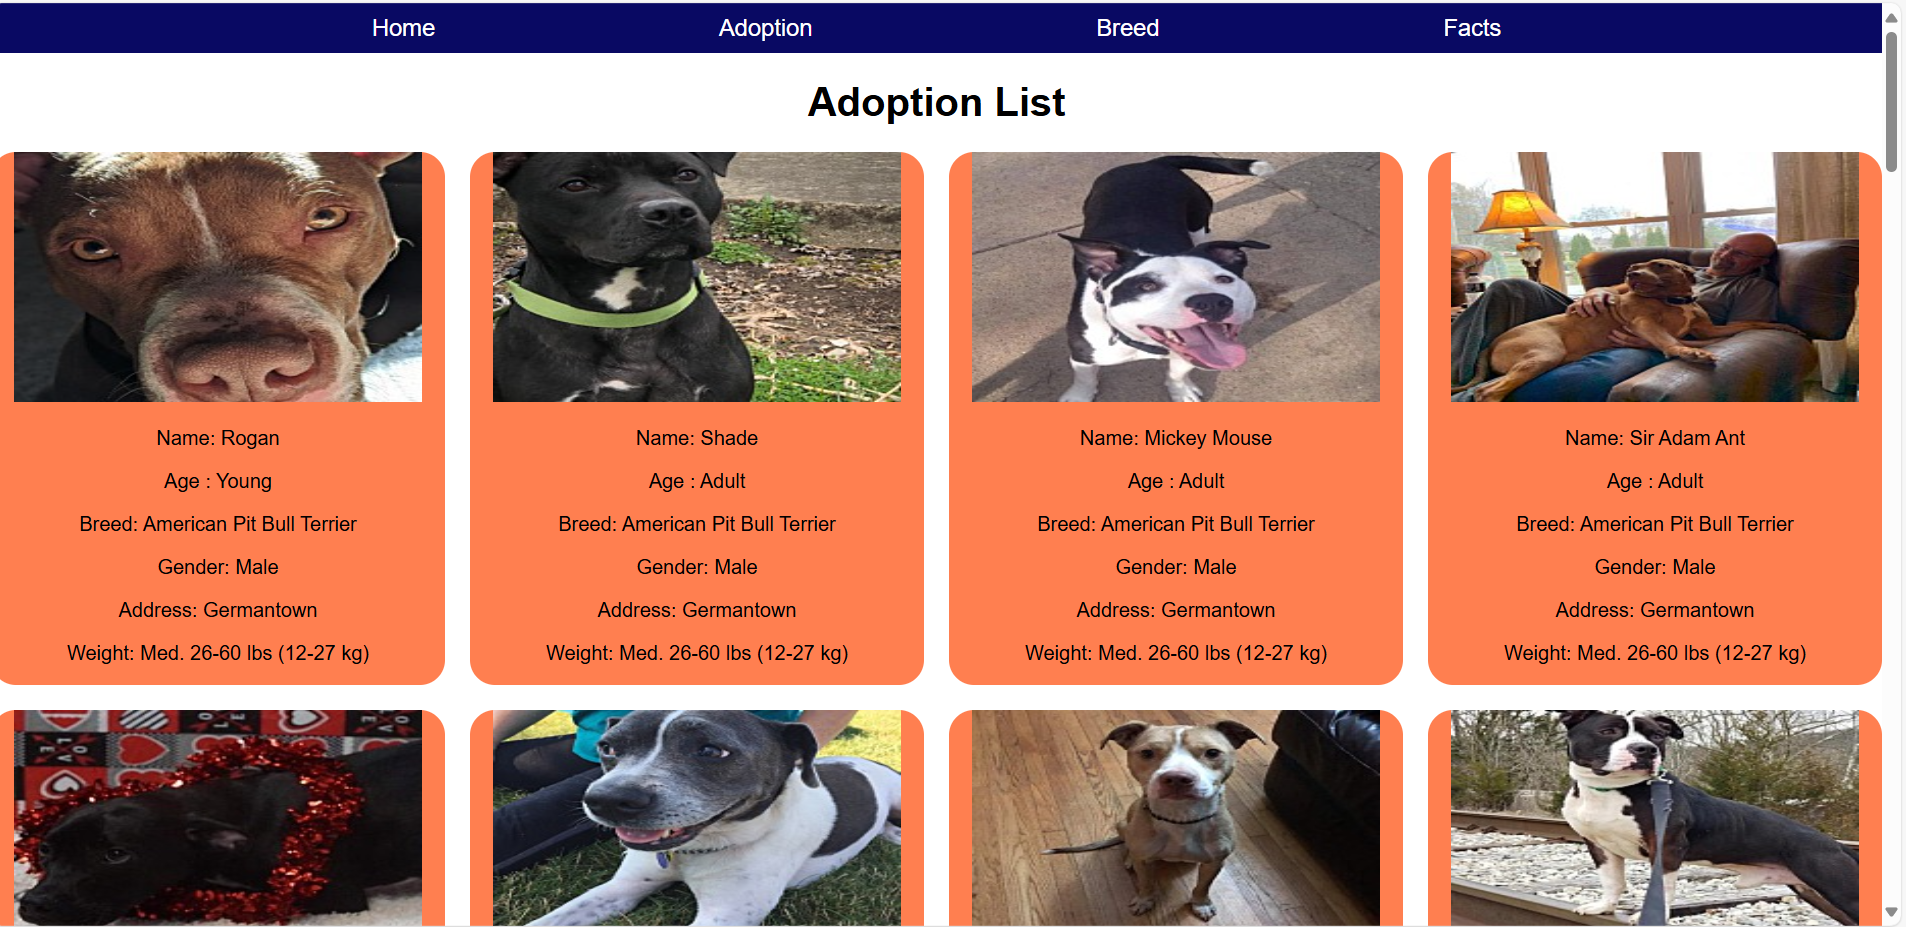 Home Adoption Breed Facts
Adoption List
Name: Rogan
Age : Young
Breed: American Pit Bull Terrier
Gender: Male
Address: Germantown
Weight: Med. 26-60 lbs (12-27 kg)
Name: Shade
Age : Adult
Breed: American Pit Bull Terrier
Gender: Male
Address: Germantown
Weight: Med. 26-60 lbs (12-27 kg)
Name: Mickey Mouse
Age : Adult
Breed: American Pit Bull Terrier
Gender: Male
Address: Germantown
Weight: Med. 26-60 lbs (12-27 kg)
Name: Sir Adam Ant
Age : Adult
Breed: American Pit Bull Terrier
Gender: Male
Address: Germantown
Weight: Med. 26-60 lbs (12-27 kg)